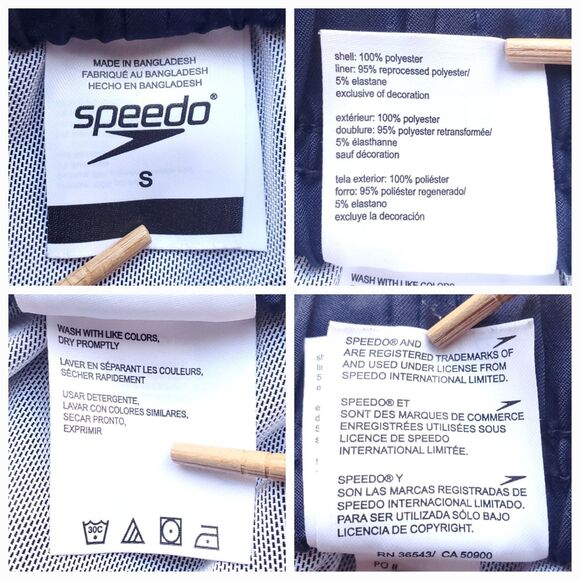 MADE IN BANGLADESH
FABRIQUÉ AU BANGLADESH
HECHO EN BANGLADESH
speedo®
S
shell: 100% polyester
liner: 95% reprocessed polyester/
5% elastane
exclusive of decoration
extérieur: 100% polyester
doublure: 95% polyester retransformée/
5% élasthanne
sauf décoration
tela exterior: 100% poliéster
forro: 95% poliéster regenerado/
5% elastano
excluye la decoración
WASH WITH LIKE COLORS,
WASH WITH LIKE COLORS,
DRY PROMPTLY
LAVER EN SÉPARANT LES COULEURS,
SÉCHER RAPIDEMENT
USAR DETERGENTE,
LAVAR CON COLORES SIMILARES,
SECAR PRONTO,
EXPRIMIR
30C
SPEEDO® AND
ARE REGISTERED TRADEMARKS OF
AND USED UNDER LICENSE FROM
SPEEDO INTERNATIONAL LIMITED.
SPEEDO® ET
SONT DES MARQUES DE COMMERCE
ENREGISTRÉES UTILISÉES SOUS
LICENCE DE SPEEDO
INTERNATIONAL LIMITÉE.
SPEEDO® Y
SON LAS MARCAS REGISTRADAS DE
SPEEDO INTERNACIONAL LIMITADO.
PARA SER UTILIZADA SÓLO BAJO
LICENCIA DE COPYRIGHT.
RN 36543/ CA 50900
PO #